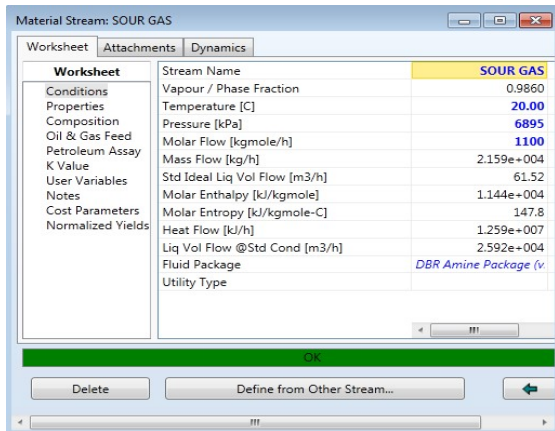 Material Stream: SOUR GAS
Worksheet Attachments Dynamics
Worksheet
Conditions
Properties
Composition
Oil & Gas Feed
Petroleum Assay
K Value
User Variables
Notes
Cost Parameters
Normalized Yields
Stream Name SOUR GAS
Vapour / Phase Fraction 0.9860
Temperature [C] 20.00
Pressure [kPa] 6895
Molar Flow [kgmole/h] 1100
Mass Flow [kg/h] 2.159e+004
Std Ideal Liq Vol Flow [m3/h] 61.52
Molar Enthalpy [kJ/kgmole] 1.144e+004
Molar Entropy [kJ/kgmole-C] 147.8
Heat Flow [kJ/h] 1.259e+007
Liq Vol Flow @Std Cond [m3/h] 2.592e+004
Fluid Package DBR Amine Package (v.
Utility Type
OK
Delete Define from Other Stream...